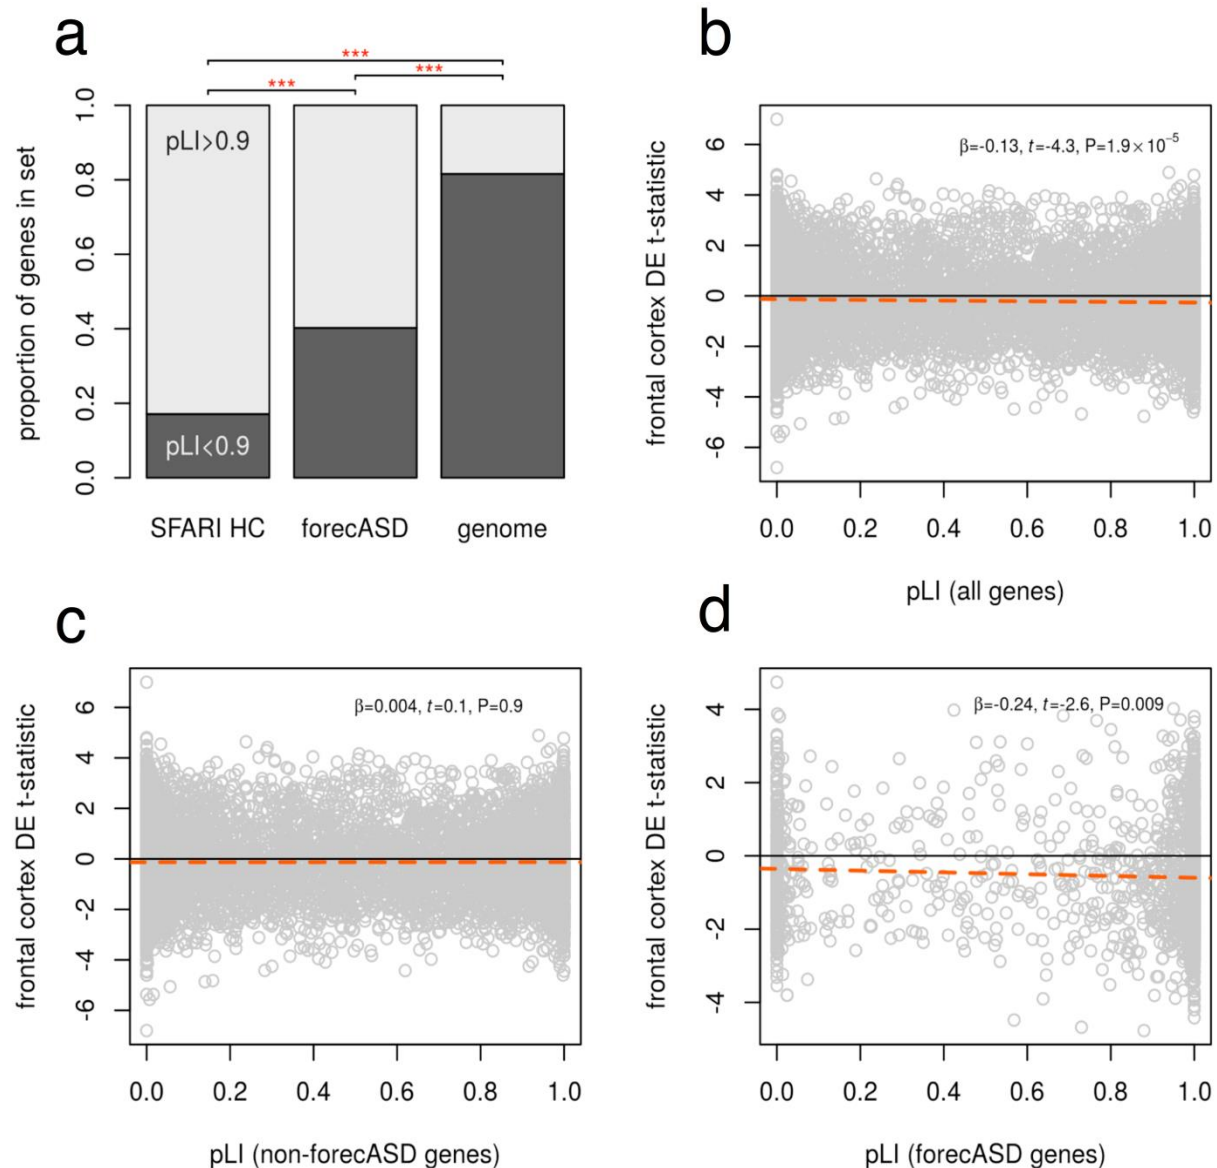 a
***
***
***
proportion of genes in set
1.0
0.8
0.6
0.4
0.2
0.0
pLI>0.9
pLI<0.9
SFARI HC
forecASD
genome
b
β=-0.13, t=-4.3, P=1.9×10⁻⁵
frontal cortex DE t-statistic
6
4
2
0
-2
-4
-6
0.0 0.2 0.4 0.6 0.8 1.0
pLI (all genes)
c
β=0.004, t=0.1, P=0.9
frontal cortex DE t-statistic
6
4
2
0
-2
-4
-6
0.0 0.2 0.4 0.6 0.8 1.0
pLI (non-forecASD genes)
d
β=-0.24, t=-2.6, P=0.009
frontal cortex DE t-statistic
4
2
0
-2
-4
0.0 0.2 0.4 0.6 0.8 1.0
pLI (forecASD genes)